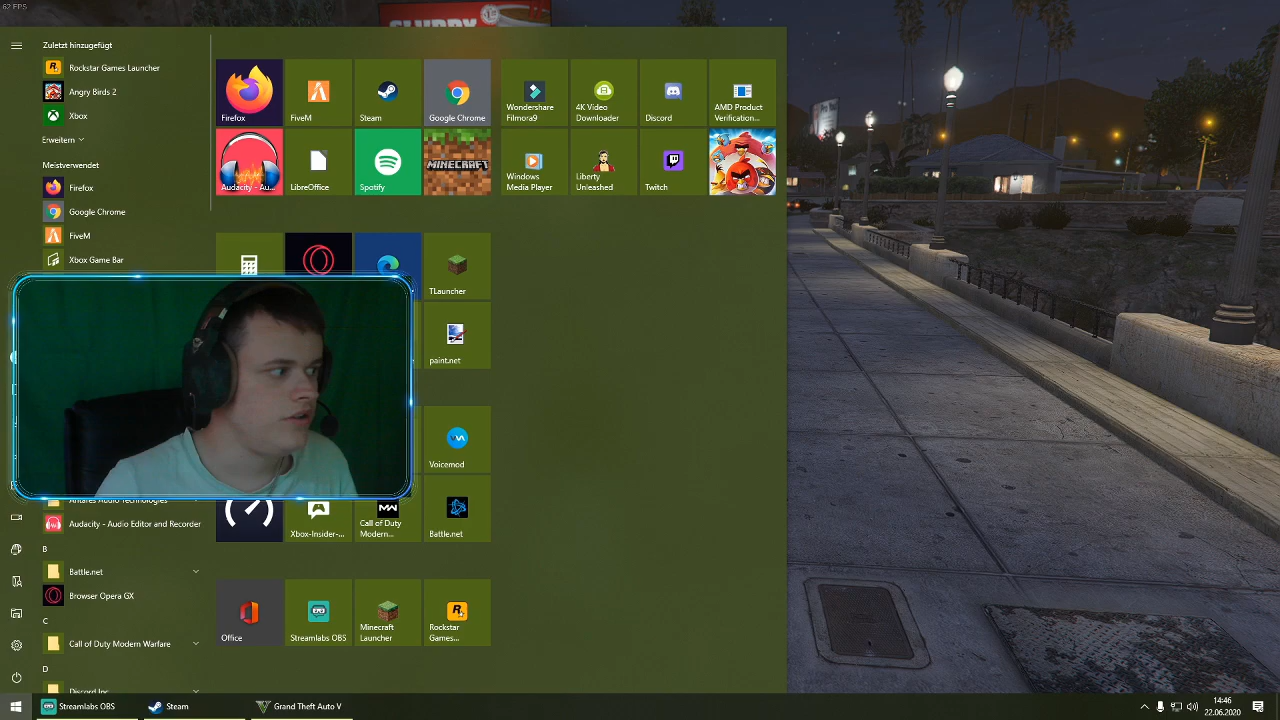 62 FPS
SLUDDY
Zuletzt hinzugefügt
Rockstar Games Launcher
Angry Birds 2
Xbox
Erweitern
Meistverwendet
Firefox
Google Chrome
FiveM
Xbox Game Bar
Antares Audio Technologies
Audacity - Audio Editor and Recorder
B
Battle.net
Browser Opera GX
C
Call of Duty Modern Warfare
D
Discord Inc
Firefox
FiveM
Steam
Google Chrome
Wondershare
Filmora9
4K Video
Downloader
Discord
AMD Product
Verification...
Audacity - Au...
LibreOffice
Spotify
MINECRAFT
Windows
Media Player
Liberty
Unleashed
Twitch
TLauncher
paint.net
Voicemod
Xbox-Insider-...
MW
Call of Duty
Modern...
Battle.net
Office
Streamlabs OBS
Minecraft
Launcher
Rockstar
Games...
Streamlabs OBS
Steam
Grand Theft Auto V
14:46
22.06.2020